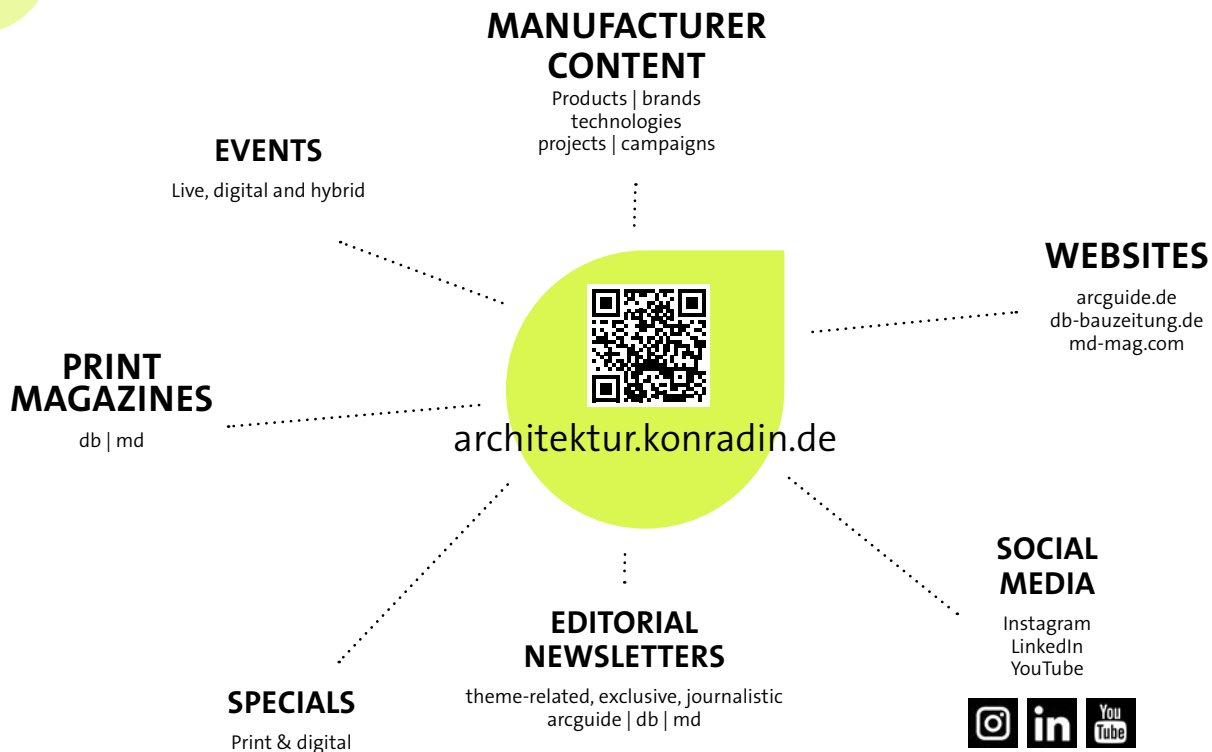 MANUFACTURER
CONTENT
Products | brands
technologies
projects | campaigns
EVENTS
Live, digital and hybrid
WEBSITES
arcguide.de
db-bauzeitung.de
md-mag.com
PRINT
MAGAZINES
db | md
architektur.konradin.de
SOCIAL
MEDIA
Instagram
LinkedIn
YouTube
in
You
Tube
EDITORIAL
NEWSLETTERS
theme-related, exclusive, journalistic
arcguide | db | md
SPECIALS
Print & digital